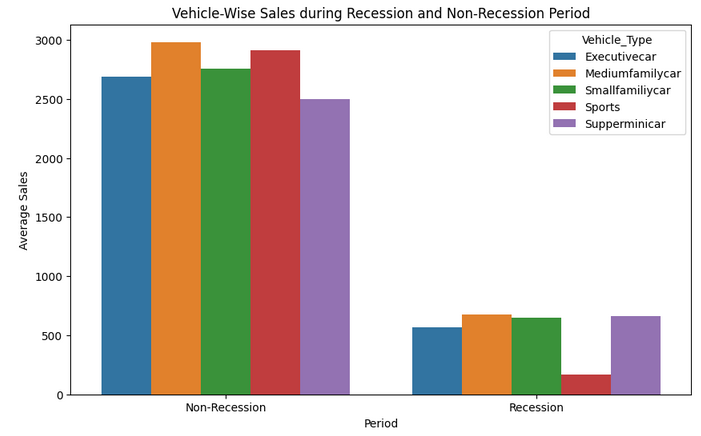 Vehicle-Wise Sales during Recession and Non-Recession Period
Vehicle_Type
Executivecar
Mediumfamilycar
Smallfamiliycar
Sports
Supperminicar
3000
2500
2000
1500
1000
500
0
Average Sales
Non-Recession
Recession
Period